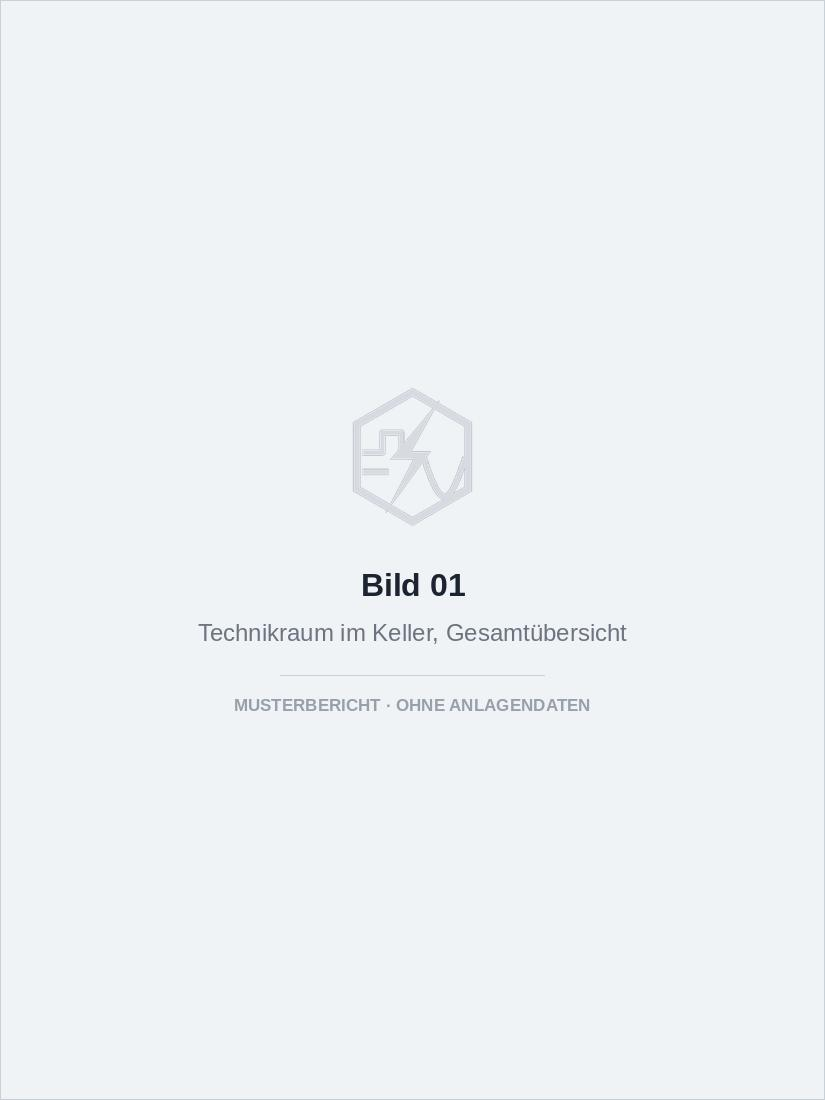 Bild 01
Technikraum im Keller, Gesamtübersicht
MUSTERBERICHT · OHNE ANLAGENDATEN